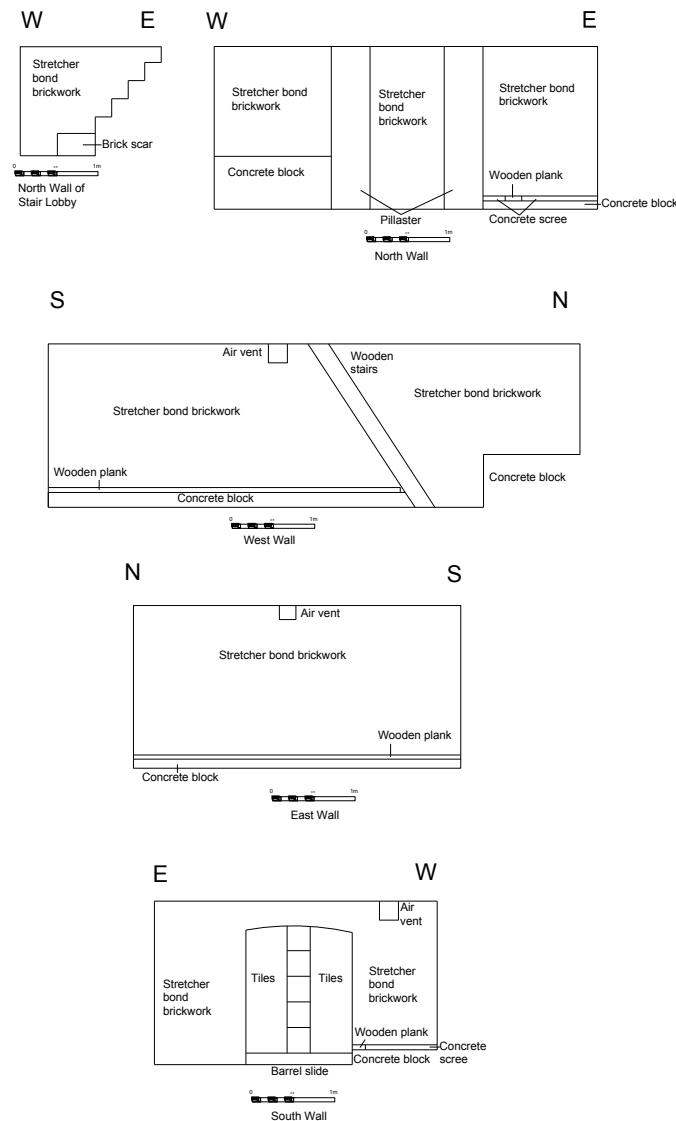 W E
Stretcher
bond
brickwork
Brick scar
0 1m
North Wall of
Stair Lobby
W E
Stretcher bond
brickwork
Stretcher
bond
brickwork
Stretcher bond
brickwork
Concrete block
Wooden plank
Concrete block
Concrete scree
Pillaster
0 1m
North Wall
S N
Air vent
Wooden
stairs
Stretcher bond brickwork
Stretcher bond brickwork
Wooden plank
Concrete block
Concrete block
0 1m
West Wall
N S
Air vent
Stretcher bond brickwork
Wooden plank
Concrete block
0 1m
East Wall
E W
Air
vent
Stretcher
bond
brickwork
Tiles
Tiles
Stretcher
bond
brickwork
Wooden plank
Concrete
scree
Concrete block
Barrel slide
0 1m
South Wall